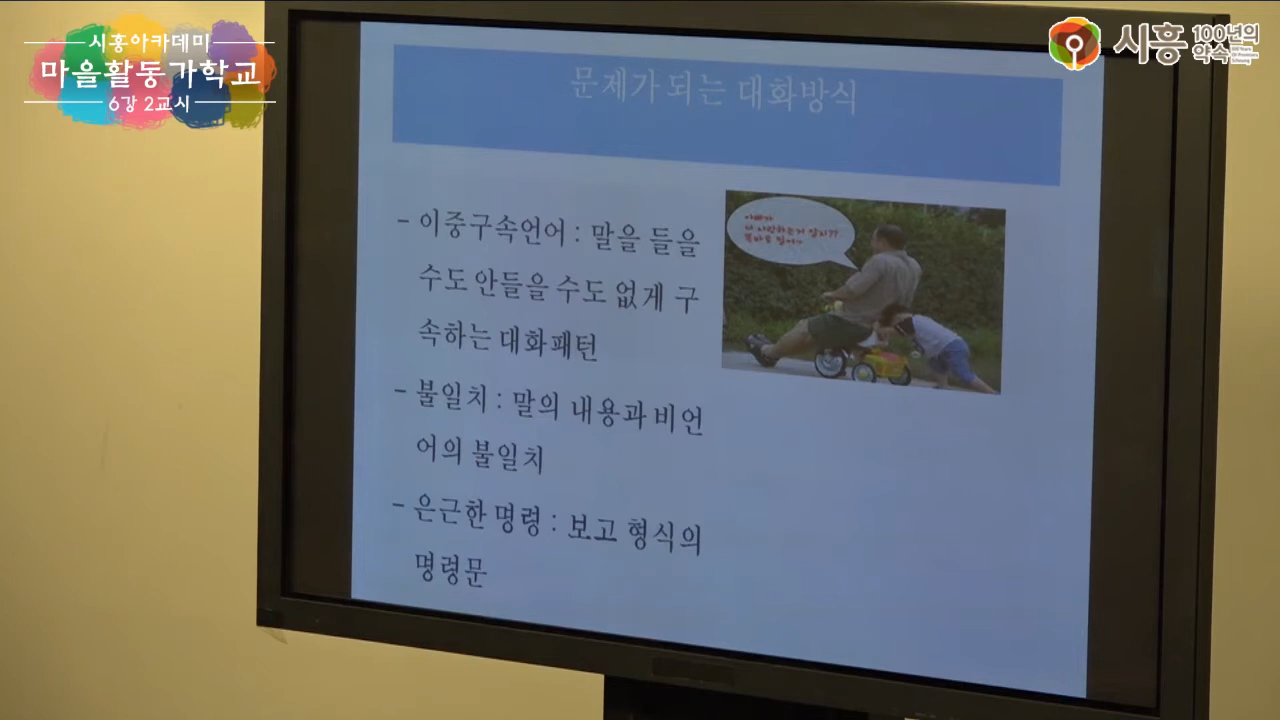 시흥아카데미
마을활동가학교
6강 2교시
시흥 100년의
약속
문제가 되는 대화방식
- 이중구속언어 : 말을 들을
수도 안들을 수도 없게 구
속하는 대화패턴
- 불일치 : 말의 내용과 비언
어의 불일치
- 은근한 명령 : 보고 형식의
명령문